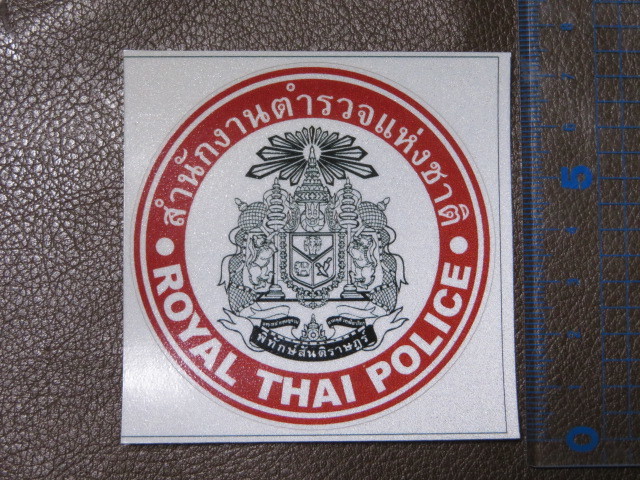 สำนักงานตำรวจแห่งชาติ
พิทักษ์สันติราษฎร์
ROYAL THAI POLICE
5
0